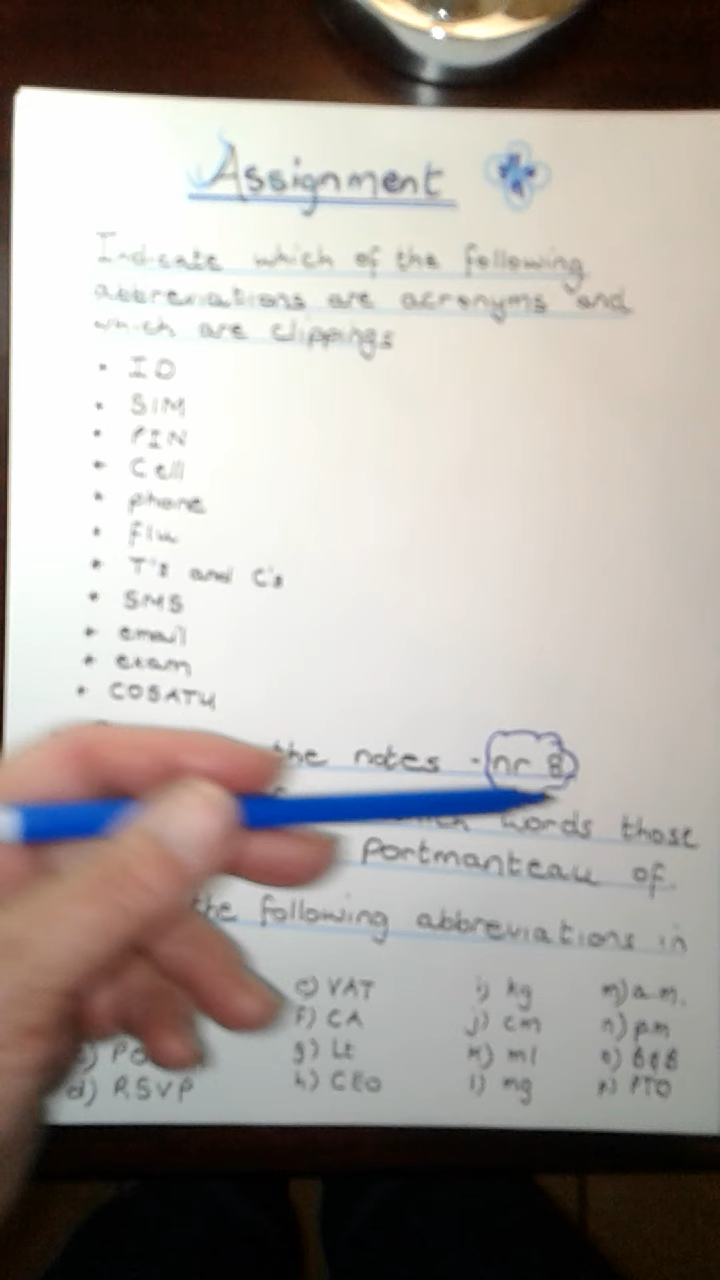 Assignment
Indicate which of the following
abbreviations are acronyms and
which are clippings
• ID
• SIM
• PIN
• Cell
• phone
• flu
• T's and C's
• SMS
• email
• exam
• COSATU
the notes - nr 8
words those
portmanteau of.
the following abbreviations in
e) VAT i) kg m) a.m.
f) CA j) cm n) pm
g) Lt k) ml o) B&B
d) RSVP h) CEO l) mg p) PTO